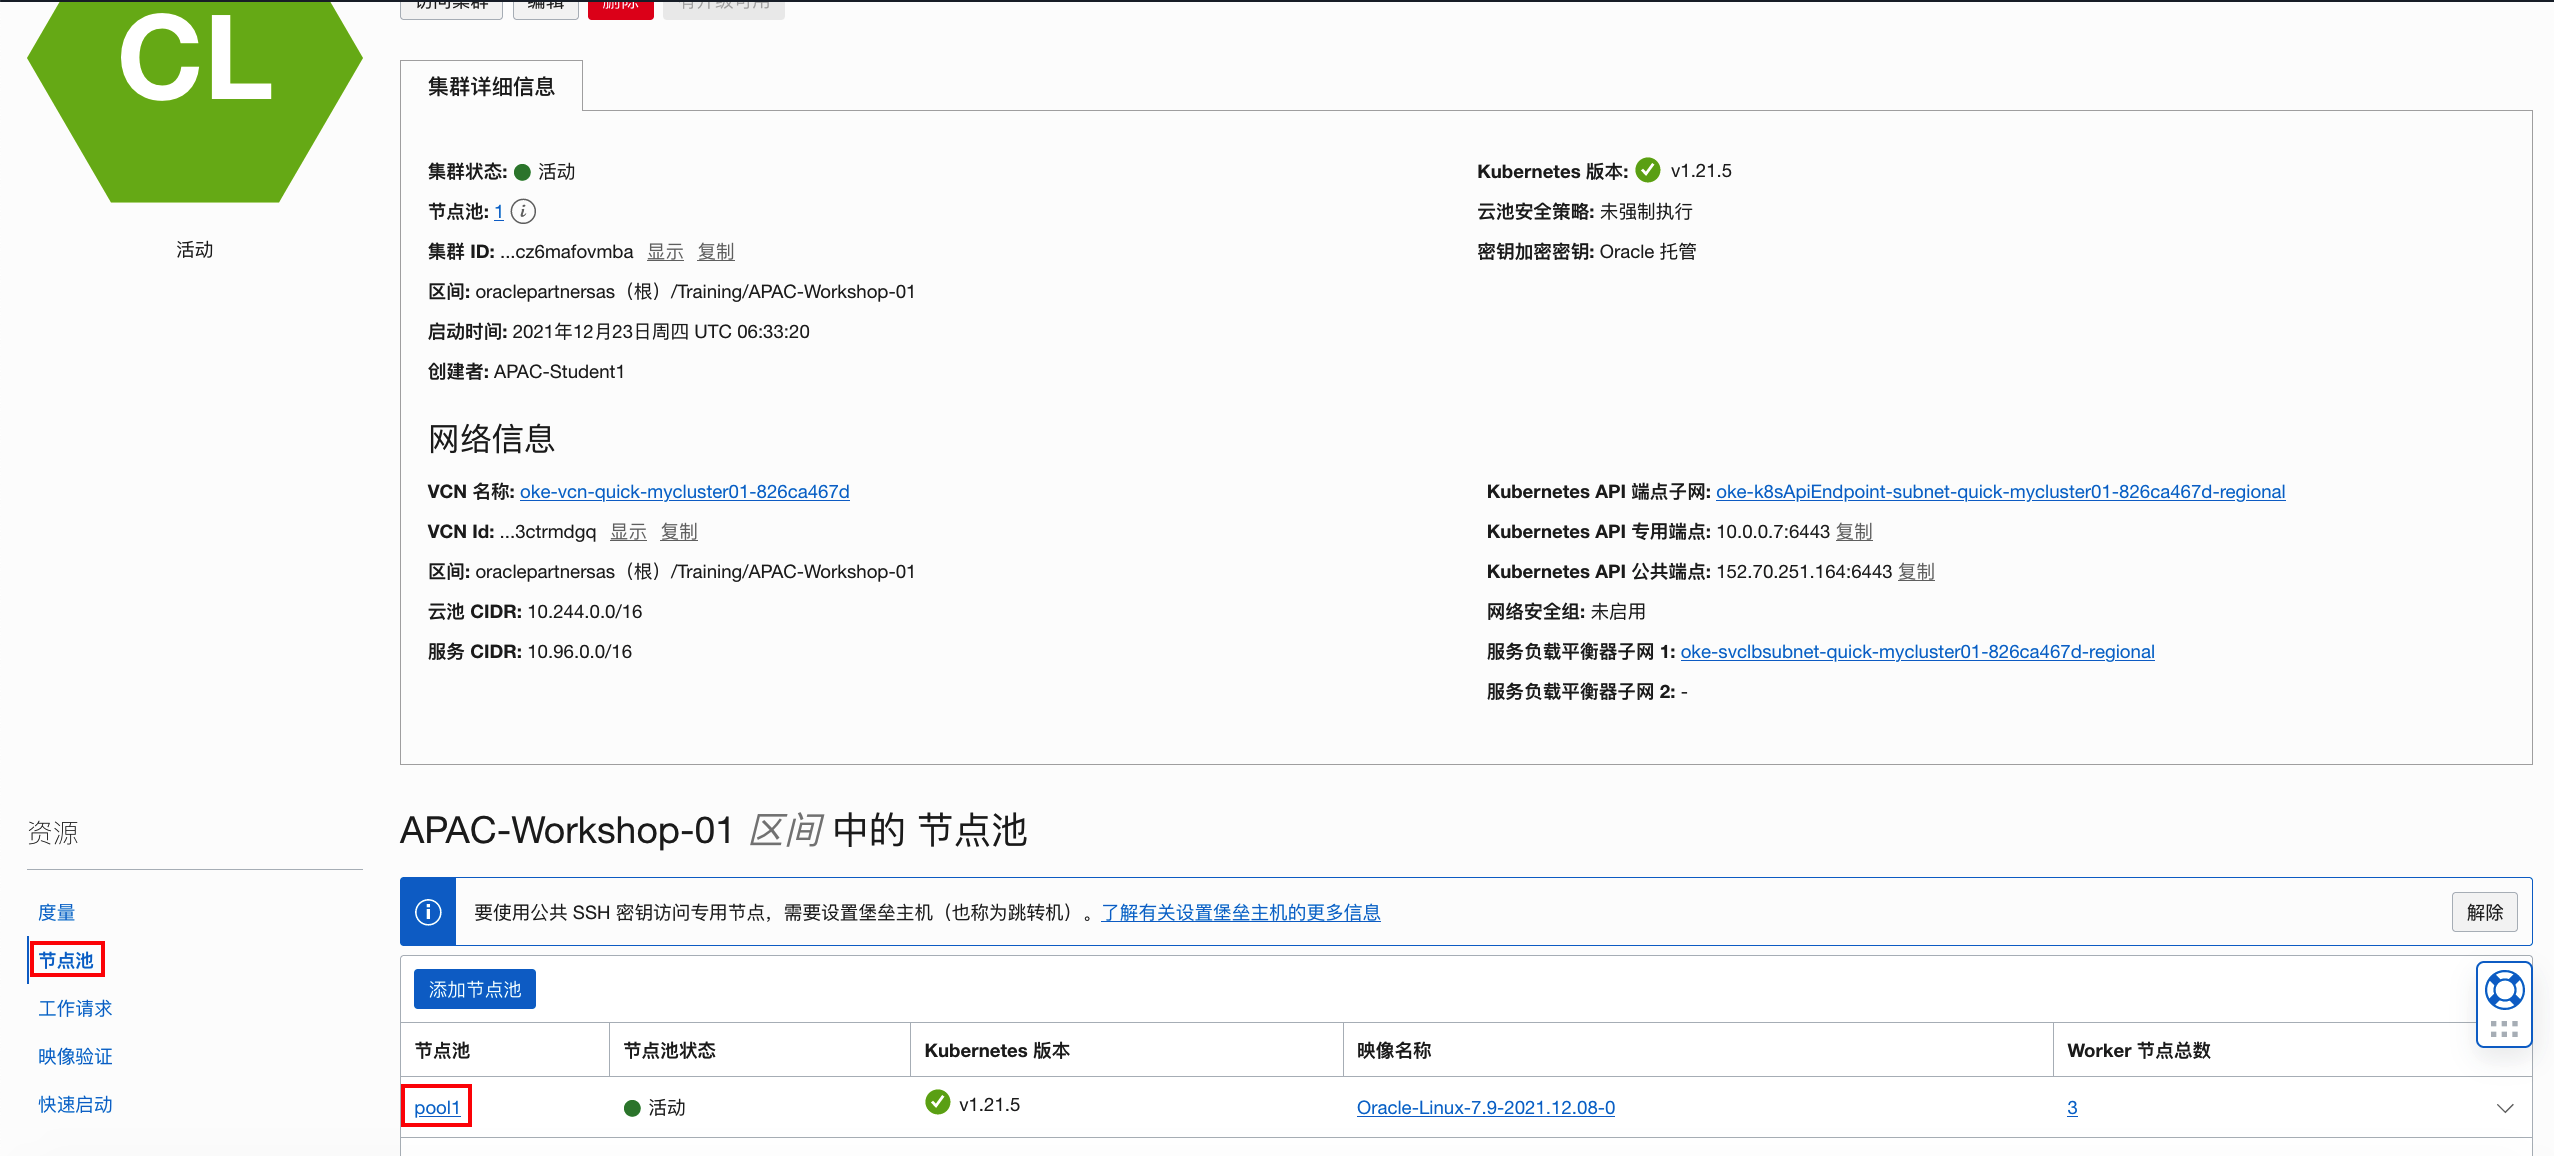 CL
活动
访问集群 编辑 删除 有升级可用
集群详细信息
集群状态: 活动
节点池: 1
集群 ID: ...cz6mafovmba 显示 复制
区间: oraclepartnersas（根）/Training/APAC-Workshop-01
启动时间: 2021年12月23日周四 UTC 06:33:20
创建者: APAC-Student1
Kubernetes 版本: v1.21.5
云池安全策略: 未强制执行
密钥加密密钥: Oracle 托管
网络信息
VCN 名称: oke-vcn-quick-mycluster01-826ca467d
VCN Id: ...3ctrmdgq 显示 复制
区间: oraclepartnersas（根）/Training/APAC-Workshop-01
云池 CIDR: 10.244.0.0/16
服务 CIDR: 10.96.0.0/16
Kubernetes API 端点子网: oke-k8sApiEndpoint-subnet-quick-mycluster01-826ca467d-regional
Kubernetes API 专用端点: 10.0.0.7:6443 复制
Kubernetes API 公共端点: 152.70.251.164:6443 复制
网络安全组: 未启用
服务负载平衡器子网 1: oke-svclbsubnet-quick-mycluster01-826ca467d-regional
服务负载平衡器子网 2: -
资源
度量
节点池
工作请求
映像验证
快速启动
APAC-Workshop-01 区间 中的 节点池
要使用公共 SSH 密钥访问专用节点，需要设置堡垒主机（也称为跳转机）。了解有关设置堡垒主机的更多信息
解除
添加节点池
节点池 节点池状态 Kubernetes 版本 映像名称 Worker 节点总数
pool1 活动 v1.21.5 Oracle-Linux-7.9-2021.12.08-0 3